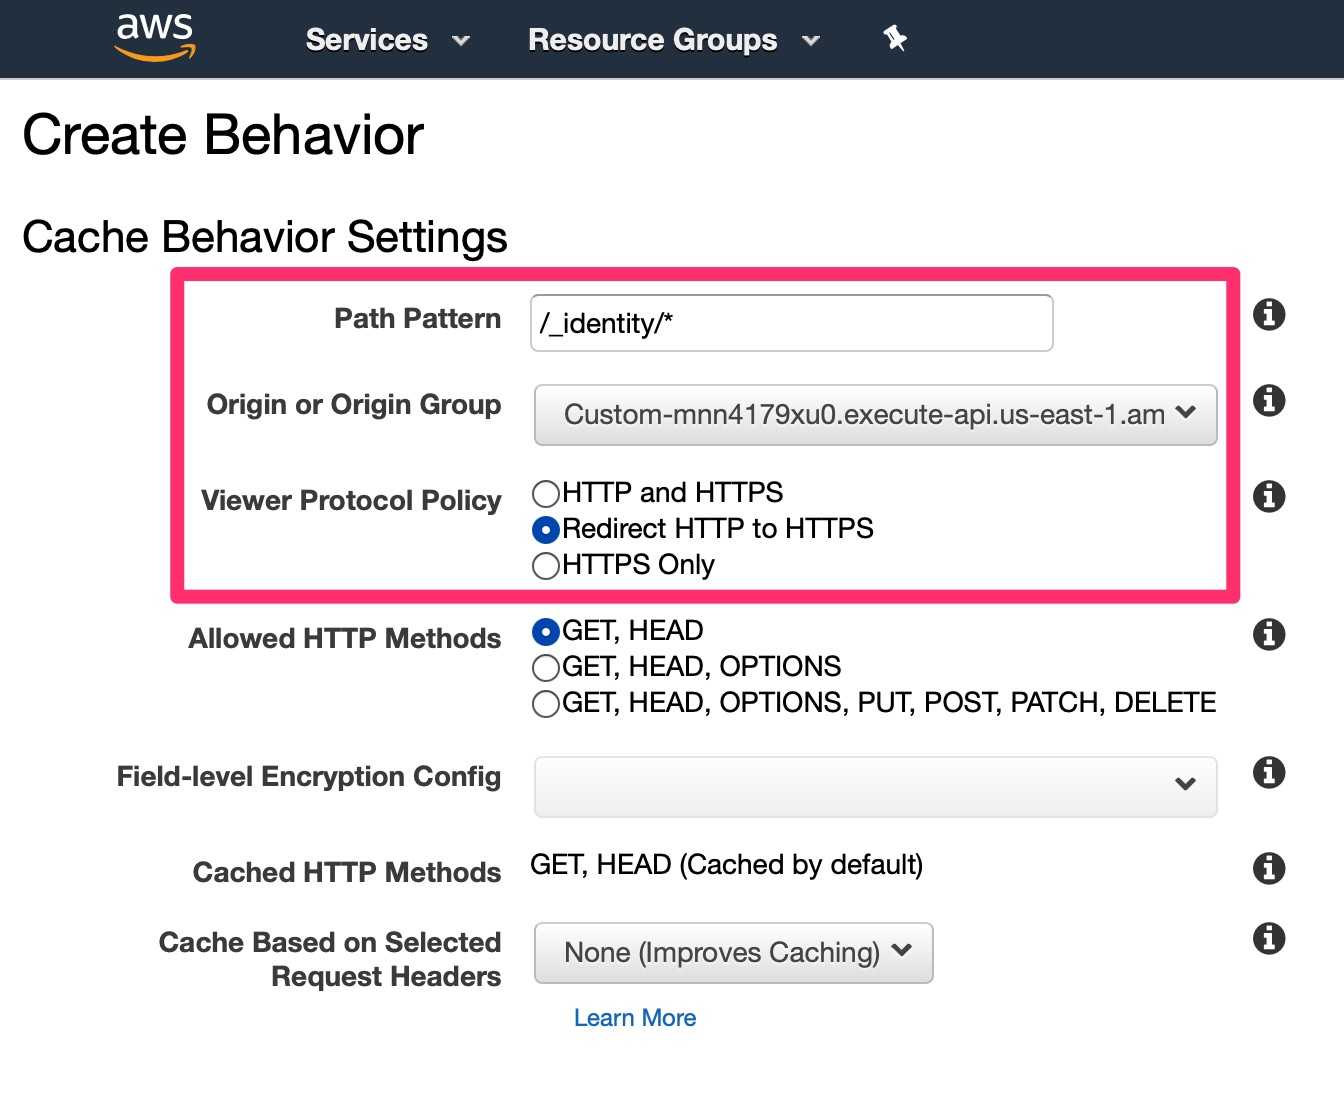 aws Services Resource Groups
Create Behavior
Cache Behavior Settings
Path Pattern /_identity/*
Origin or Origin Group Custom-mnn4179xu0.execute-api.us-east-1.am
Viewer Protocol Policy HTTP and HTTPS
Redirect HTTP to HTTPS
HTTPS Only
Allowed HTTP Methods GET, HEAD
GET, HEAD, OPTIONS
GET, HEAD, OPTIONS, PUT, POST, PATCH, DELETE
Field-level Encryption Config
Cached HTTP Methods GET, HEAD (Cached by default)
Cache Based on Selected
Request Headers None (Improves Caching)
Learn More